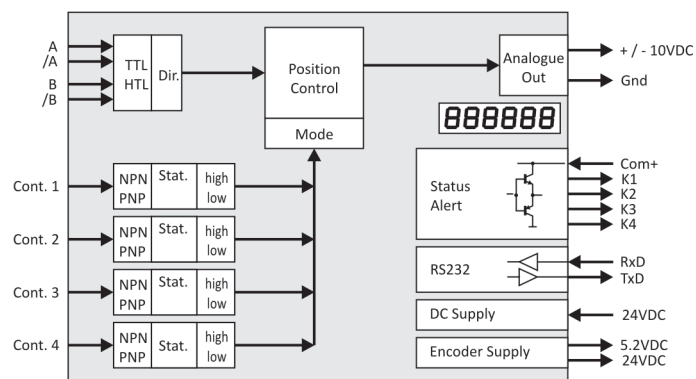 A
/A
B
/B
TTL
HTL
Dir.
Position
Control
Mode
Analogue
Out
+ / - 10VDC
Gnd
888888
Cont. 1
NPN
PNP
Stat.
high
low
Cont. 2
NPN
PNP
Stat.
high
low
Cont. 3
NPN
PNP
Stat.
high
low
Cont. 4
NPN
PNP
Stat.
high
low
Status
Alert
Com+
K1
K2
K3
K4
RS232
RxD
TxD
DC Supply
24VDC
Encoder Supply
5.2VDC
24VDC